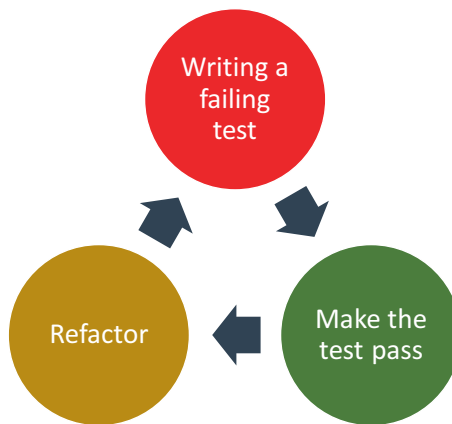 Writing a
failing
test
Make the
test pass
Refactor